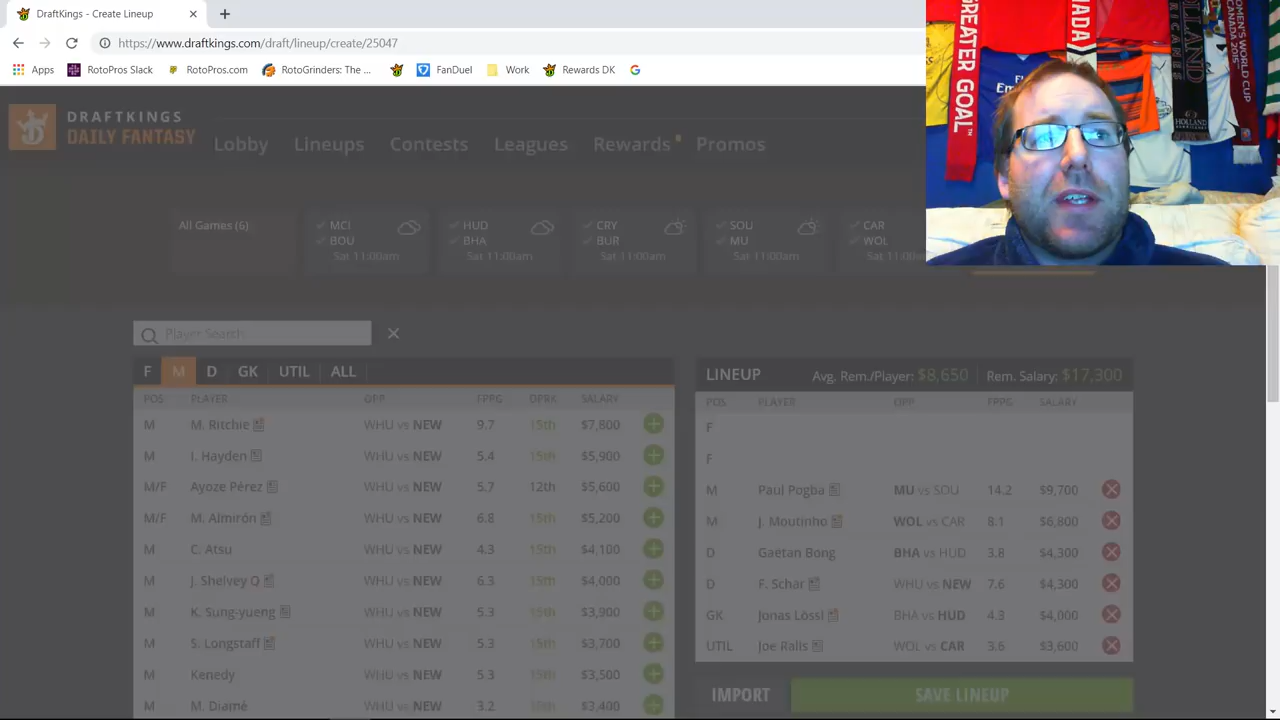 DraftKings - Create Lineup
https://www.draftkings.com/draft/lineup/create/25047
Apps RotoPros Slack RotoPros.com RotoGrinders: The ... FanDuel Work Rewards DK
DRAFTKINGS
DAILY FANTASY
Lobby Lineups Contests Leagues Rewards Promos
All Games (6)
MCI HUD CRY SOU CAR
BOU BHA BUR MU WOL
Sat 11:00am Sat 11:00am Sat 11:00am Sat 11:00am Sat 11:00am
Player Search
F M D GK UTIL ALL
POS PLAYER OPP FPPG OPRK SALARY
M M. Ritchie WHU vs NEW 9.7 15th $7,800
M I. Hayden WHU vs NEW 5.4 15th $5,900
M/F Ayoze Pérez WHU vs NEW 5.7 12th $5,600
M/F M. Almirón WHU vs NEW 6.8 15th $5,200
M C. Atsu WHU vs NEW 4.3 15th $4,100
M J. Shelvey Q WHU vs NEW 6.3 15th $4,000
M K. Sung-yueng WHU vs NEW 5.3 15th $3,900
M S. Longstaff WHU vs NEW 5.3 15th $3,700
M Kenedy WHU vs NEW 5.3 15th $3,500
M M. Diamé WHU vs NEW 3.2 15th $3,400
LINEUP Avg. Rem./Player: $8,650 Rem. Salary: $17,300
POS PLAYER OPP FPPG SALARY
F
F
M Paul Pogba MU vs SOU 14.2 $9,700
M J. Moutinho WOL vs CAR 8.1 $6,800
D Gaetan Bong BHA vs HUD 3.8 $4,300
D F. Schar WHU vs NEW 7.6 $4,300
GK Jonas Lössl BHA vs HUD 4.3 $4,000
UTIL Joe Ralls WOL vs CAR 3.6 $3,600
IMPORT SAVE LINEUP
GREATER GOAL
HOLLAND
WOMEN'S WORLD CUP
CANADA 2015